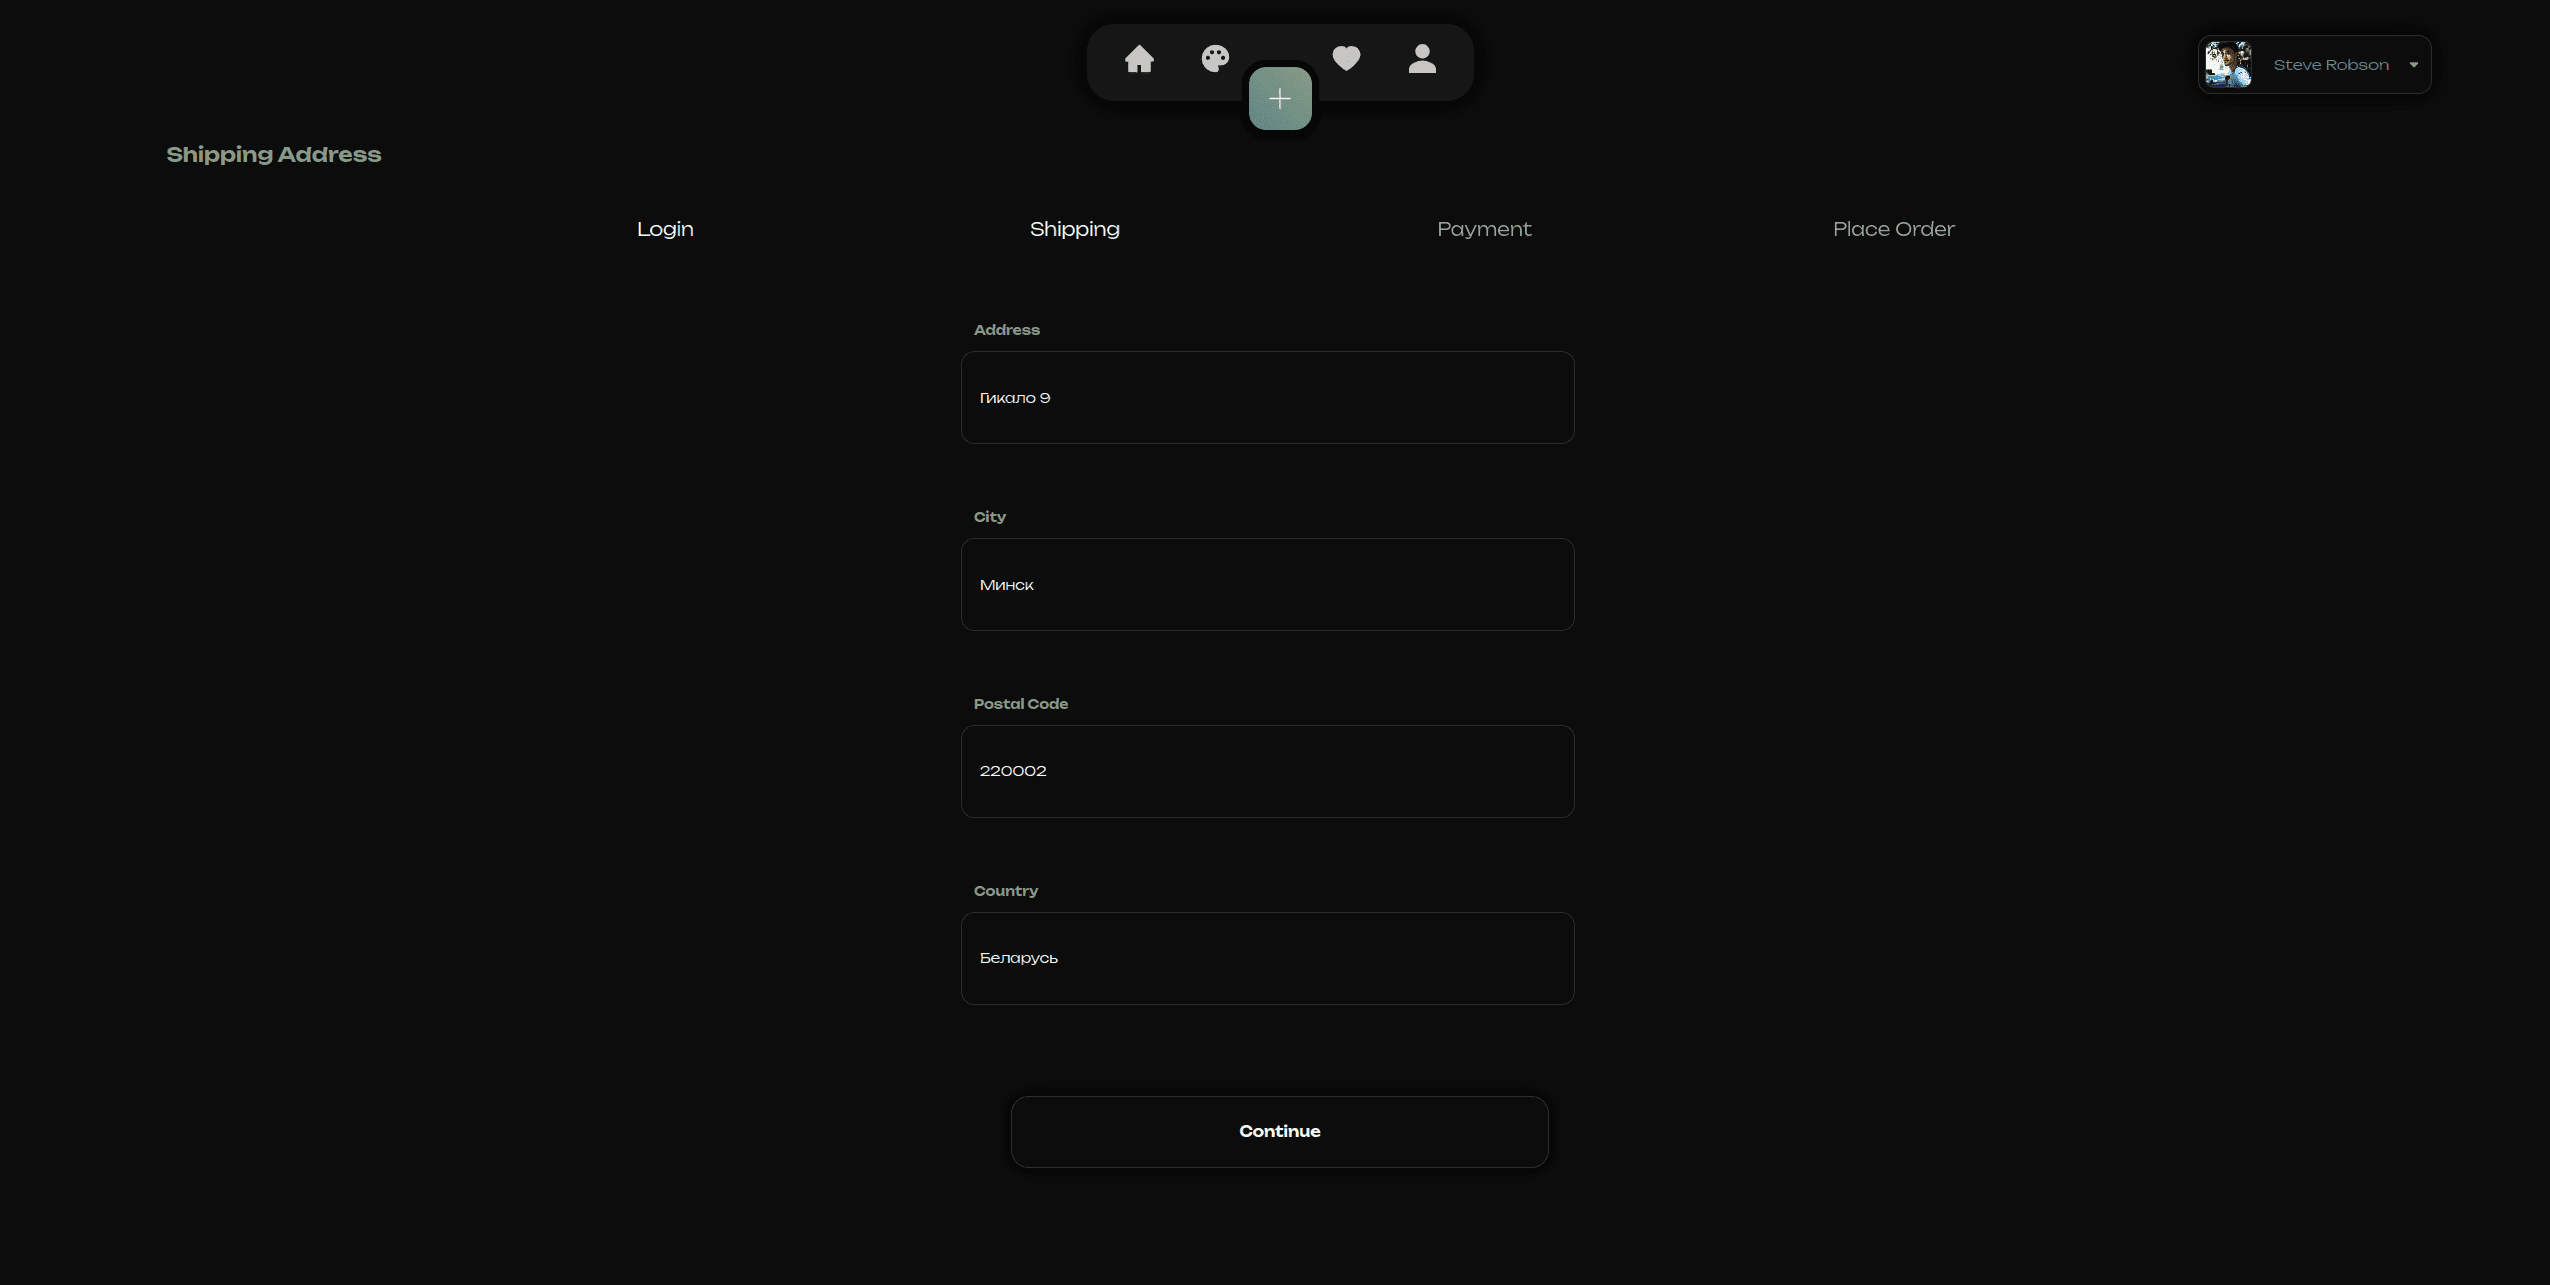 Steve Robson
Shipping Address
Login Shipping Payment Place Order
Address
Гикало 9
City
Минск
Postal Code
220002
Country
Беларусь
Continue